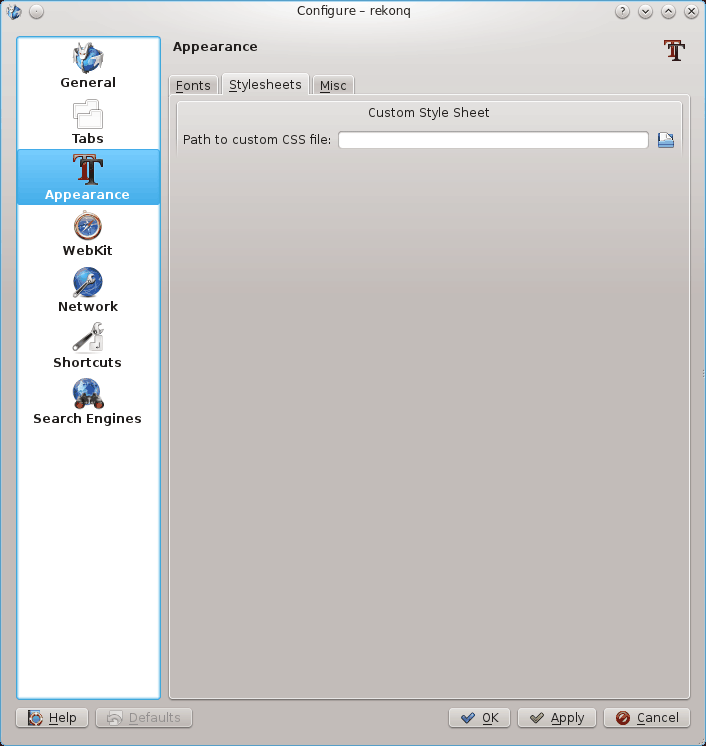 Configure – rekonq
General
Tabs
Appearance
WebKit
Network
Shortcuts
Search Engines
Appearance
Fonts
Stylesheets
Misc
Custom Style Sheet
Path to custom CSS file:
Help
Defaults
OK
Apply
Cancel